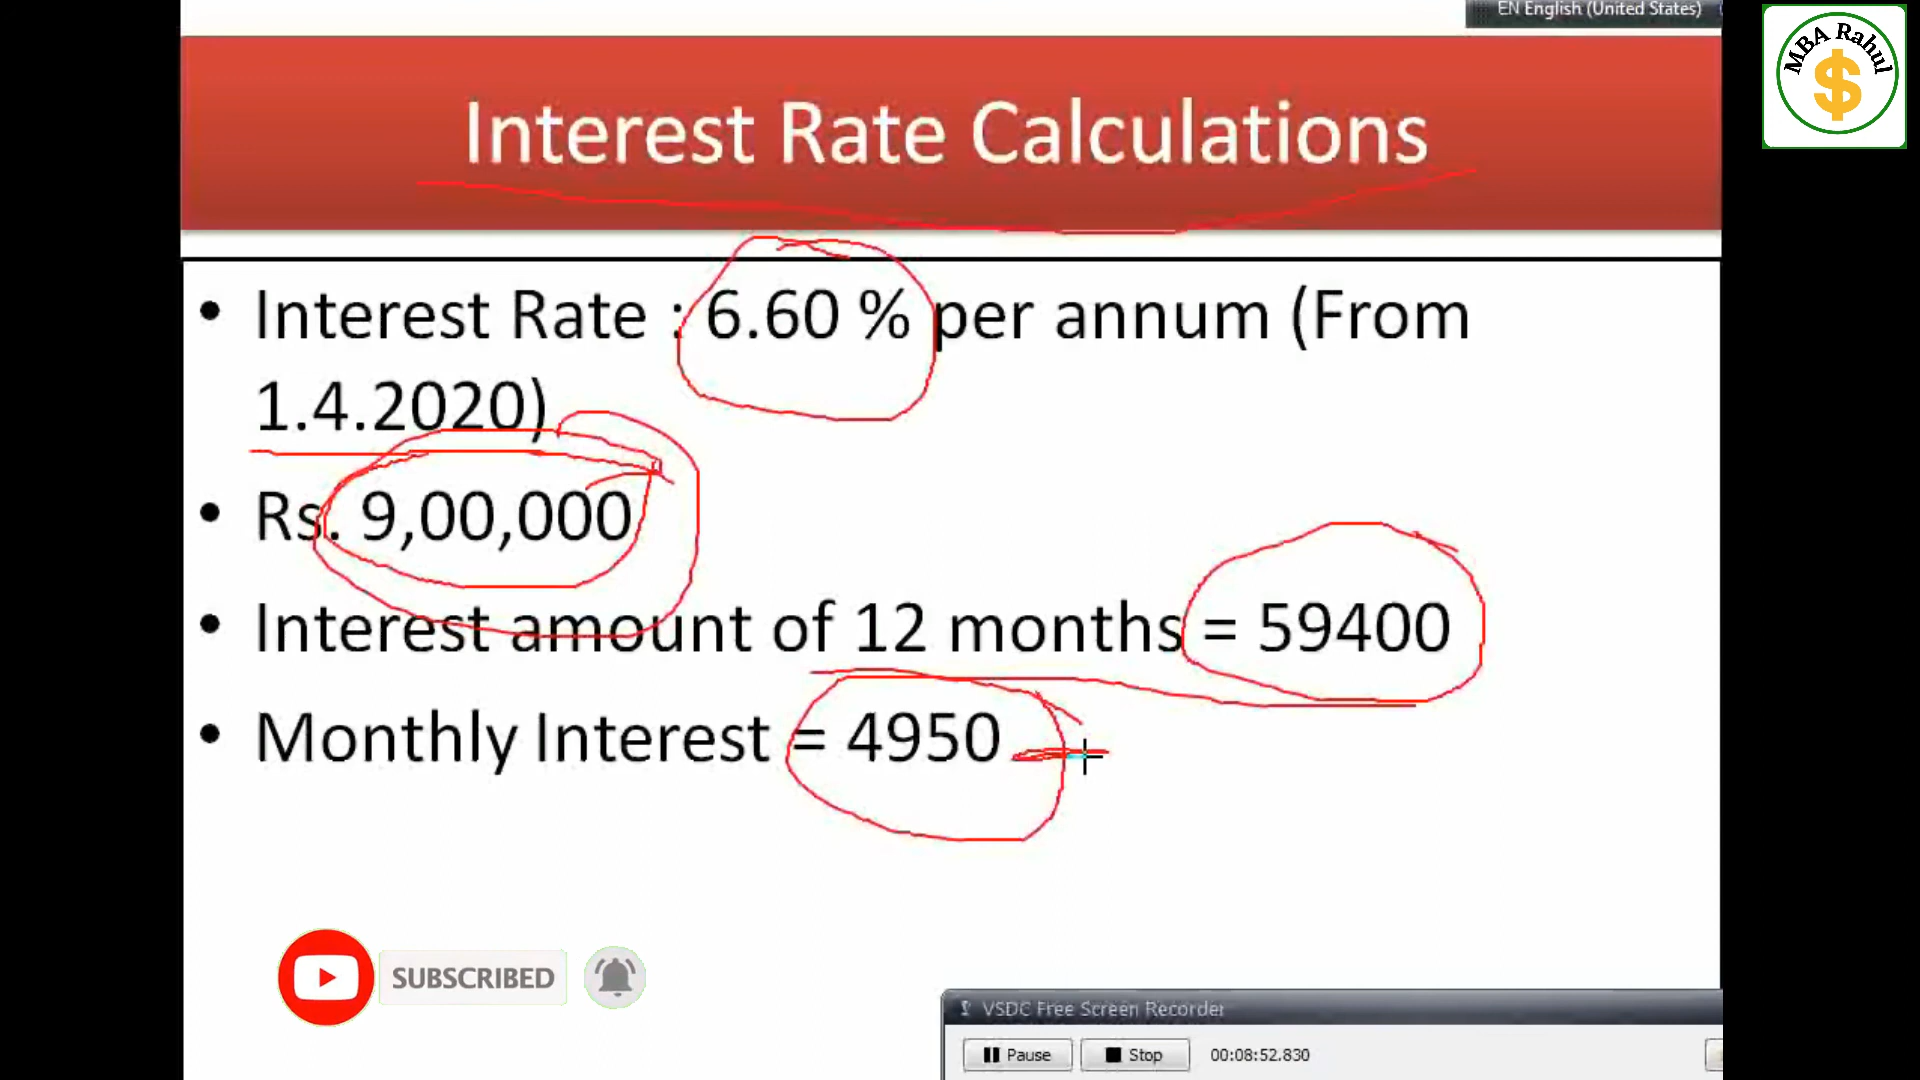 EN English (United States)
MBA Rahul
$
Interest Rate Calculations
• Interest Rate : 6.60 % per annum (From
1.4.2020)
• Rs. 9,00,000
• Interest amount of 12 months = 59400
• Monthly Interest = 4950
SUBSCRIBED
VSDC Free Screen Recorder
Pause Stop 00:08:52.830